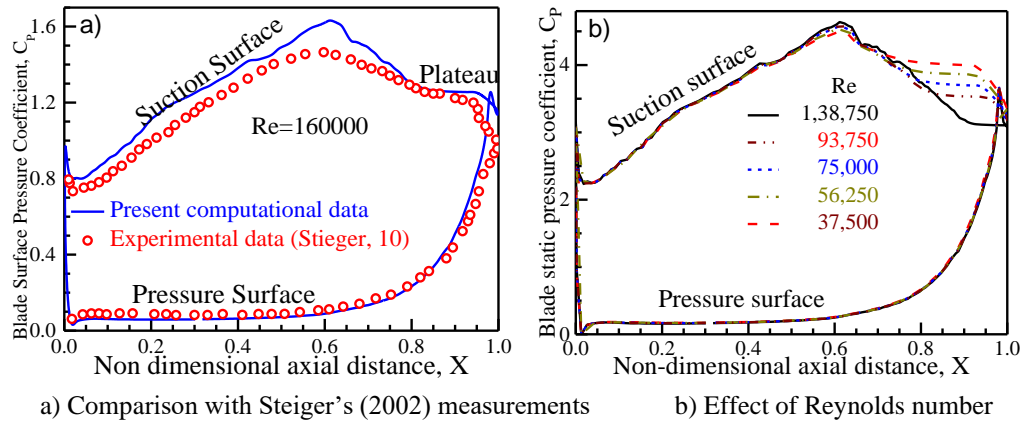 a)
Blade Surface Pressure Coefficient, C_P
1.6
1.2
0.8
0.4
0.0
Suction Surface
Plateau
Re=160000
Present computational data
Experimental data (Stieger, 10)
Pressure Surface
0.0 0.2 0.4 0.6 0.8 1.0
Non dimensional axial distance, X
b)
Blade static pressure coefficient, C_P
4
2
0
Suction surface
Re
1,38,750
93,750
75,000
56,250
37,500
Pressure surface
0.0 0.2 0.4 0.6 0.8 1.0
Non-dimensional axial distance, X
a) Comparison with Steiger's (2002) measurements
b) Effect of Reynolds number